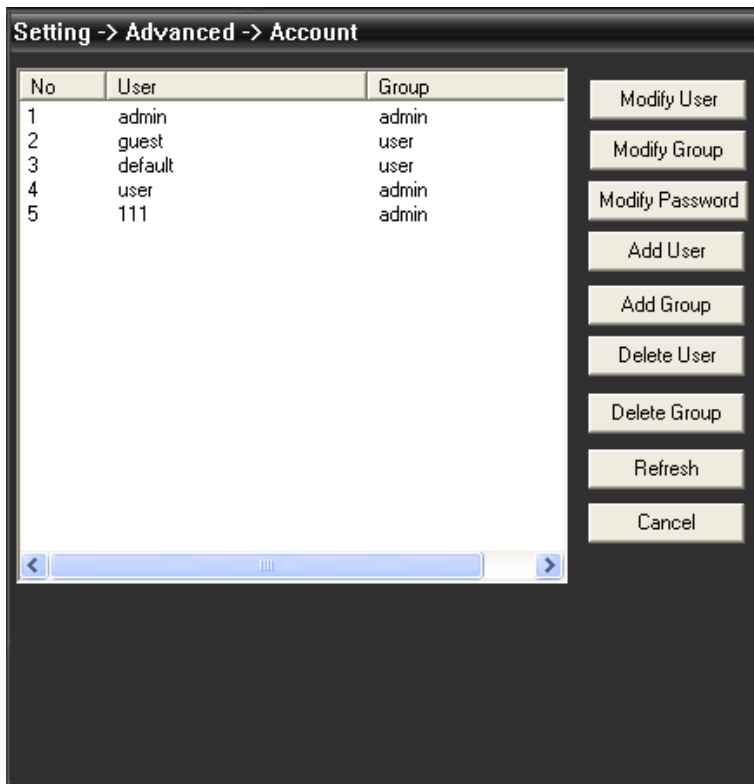 Setting -> Advanced -> Account
No User Group
1 admin admin
2 guest user
3 default user
4 user admin
5 111 admin
Modify User
Modify Group
Modify Password
Add User
Add Group
Delete User
Delete Group
Refresh
Cancel